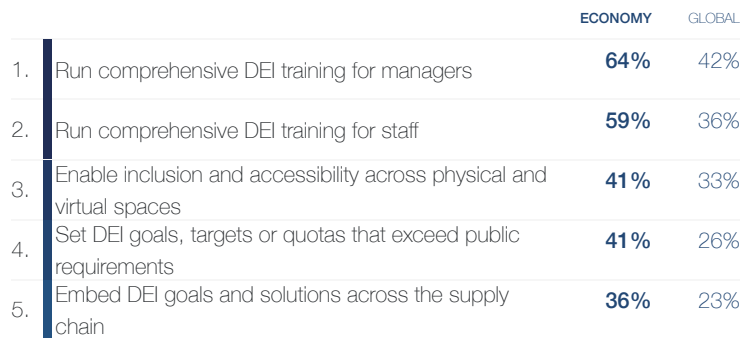 ECONOMY GLOBAL
1. Run comprehensive DEI training for managers 64% 42%
2. Run comprehensive DEI training for staff 59% 36%
3. Enable inclusion and accessibility across physical and
virtual spaces 41% 33%
4. Set DEI goals, targets or quotas that exceed public
requirements 41% 26%
5. Embed DEI goals and solutions across the supply
chain 36% 23%